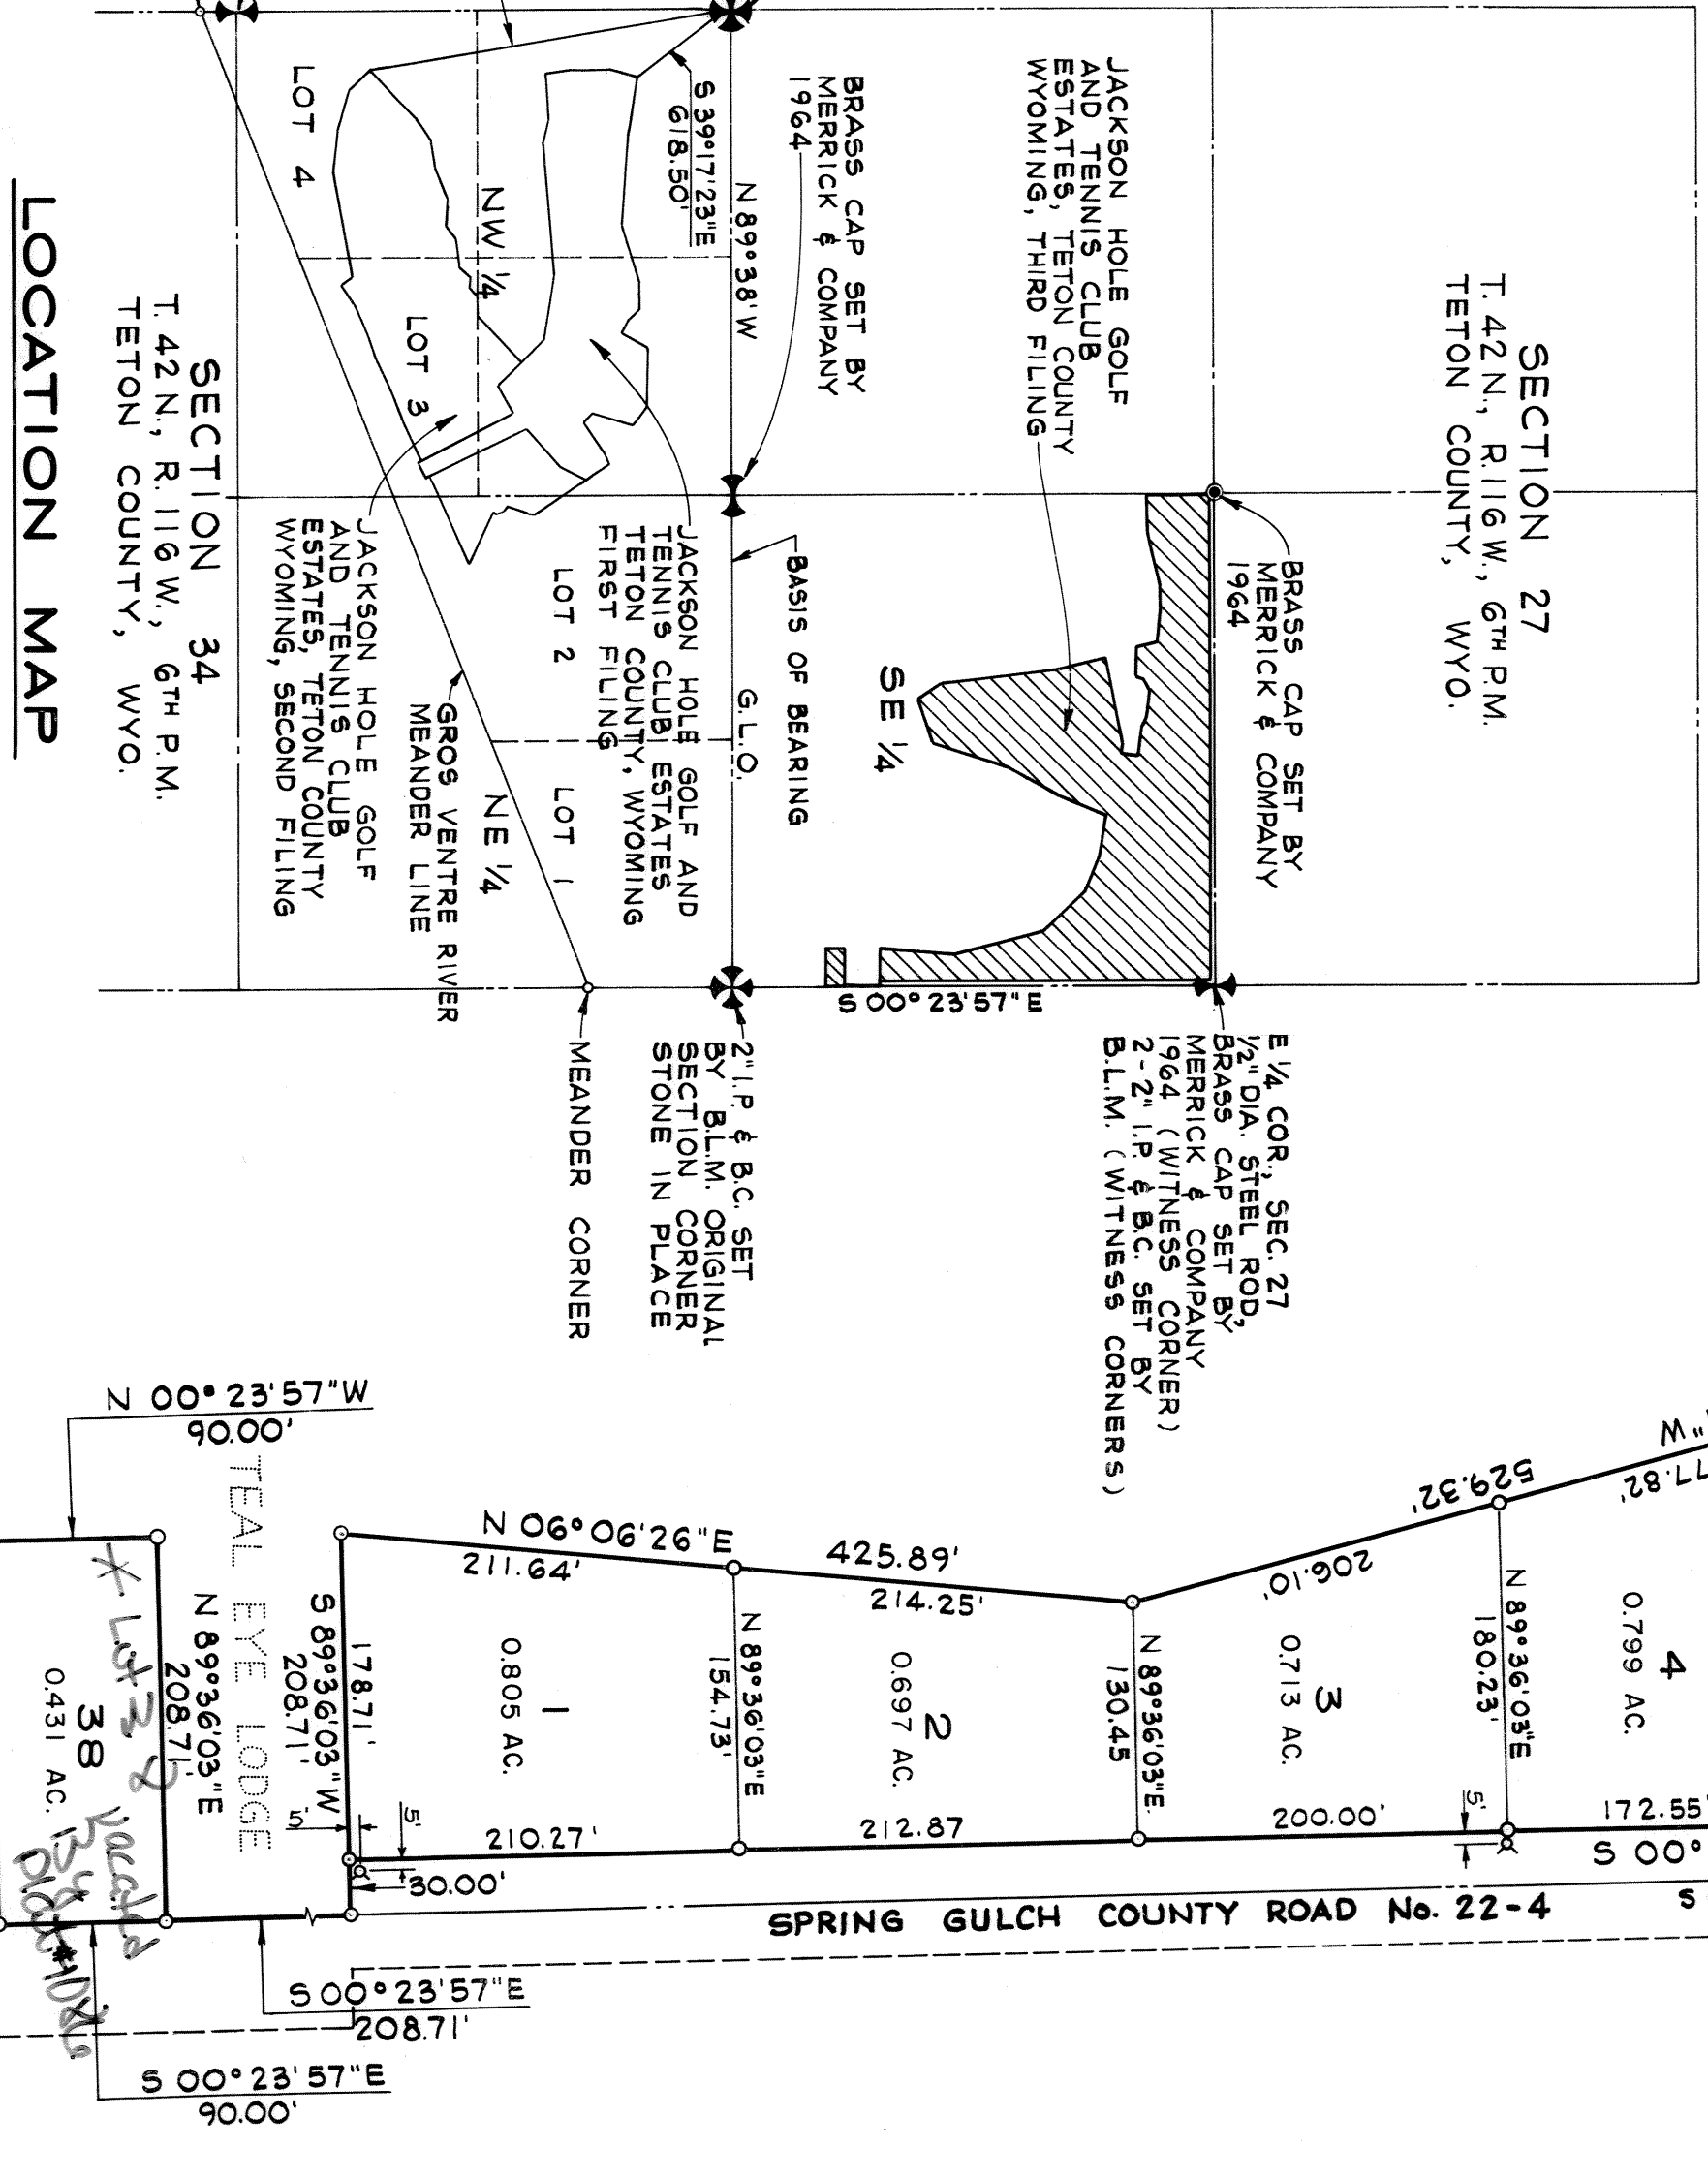 SECTION 27
T. 42 N., R. 116 W., 6TH P.M.
TETON COUNTY, WYO.
BRASS CAP SET BY
MERRICK & COMPANY
1964
JACKSON HOLE GOLF
AND TENNIS CLUB
ESTATES, TETON COUNTY
WYOMING, THIRD FILING
SE 1/4
BRASS CAP SET BY
MERRICK & COMPANY
1964
BASIS OF BEARING
N 89°38' W
G.L.O.
S 39°17'23"E
618.50'
S 00°23'57"E
E 1/4 COR., SEC. 27
1/2" DIA. STEEL ROD,
BRASS CAP SET BY
MERRICK & COMPANY
1964 (WITNESS CORNER)
2-2" I.P. & B.C. SET BY
B.L.M. (WITNESS CORNERS)
2" I.P. & B.C. SET
BY B.L.M. ORIGINAL
SECTION CORNER
STONE IN PLACE
MEANDER CORNER
JACKSON HOLE GOLF AND
TENNIS CLUB ESTATES
TETON COUNTY, WYOMING
FIRST FILING
LOT 2
LOT 1
NW 1/4
NE 1/4
LOT 3
LOT 4
GROS VENTRE RIVER
MEANDER LINE
JACKSON HOLE GOLF
AND TENNIS CLUB
ESTATES, TETON COUNTY
WYOMING, SECOND FILING
SECTION 34
T. 42 N., R. 116 W., 6TH P.M.
TETON COUNTY, WYO.
LOCATION MAP
"W
77.82'
529.32'
4
0.799 AC.
172.55'
S 00°
S
N 89°36'03"E
180.23'
5'
206.10'
3
0.713 AC.
200.00'
N 89°36'03"E
130.45
425.89'
214.25'
2
0.697 AC.
212.87
N 89°36'03"E
154.73'
N 06°06'26"E
211.64'
1
0.805 AC.
210.27'
178.71'
S 89°36'03"W
208.71'
5'
5'
30.00'
SPRING GULCH COUNTY ROAD No. 22-4
TEAL EYE LODGE
N 89°36'03"E
208.71'
N 00°23'57"W
90.00'
38
0.431 AC.
* Lot 38
Vacated
By
Plat #
S 00°23'57"E
208.71'
S 00°23'57"E
90.00'